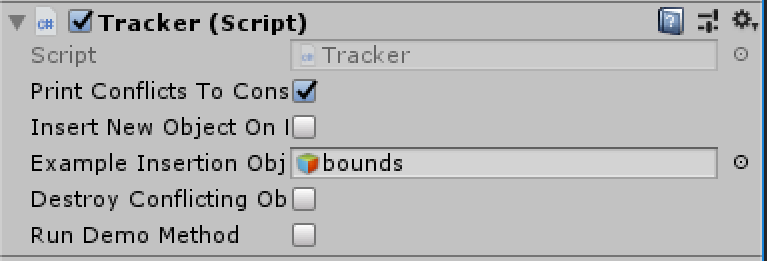 C# Tracker (Script)
Script C# Tracker
Print Conflicts To Cons
Insert New Object On
Example Insertion Obj bounds
Destroy Conflicting Ob
Run Demo Method